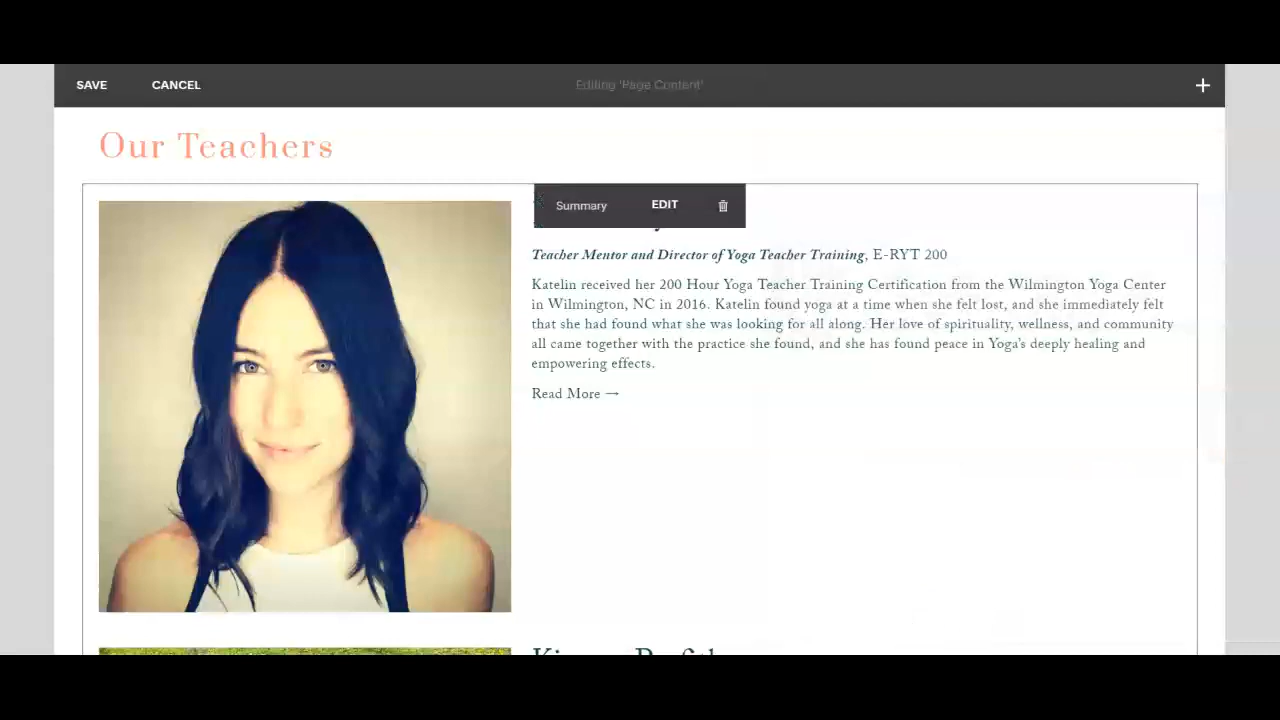 SAVE CANCEL Editing 'Page Content' +
Our Teachers
Summary EDIT
Teacher Mentor and Director of Yoga Teacher Training, E-RYT 200
Katelin received her 200 Hour Yoga Teacher Training Certification from the Wilmington Yoga Center
in Wilmington, NC in 2016. Katelin found yoga at a time when she felt lost, and she immediately felt
that she had found what she was looking for all along. Her love of spirituality, wellness, and community
all came together with the practice she found, and she has found peace in Yoga's deeply healing and
empowering effects.
Read More →